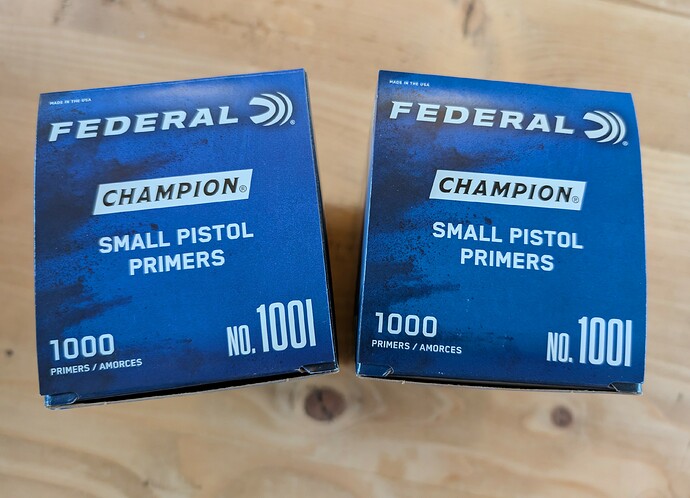 MADE IN THE USA
FEDERAL®
CHAMPION®
SMALL PISTOL
PRIMERS
1000
PRIMERS / AMORCES
NO. 100I
MADE IN THE USA
FEDERAL®
CHAMPION®
SMALL PISTOL
PRIMERS
1000
PRIMERS / AMORCES
NO. 100I